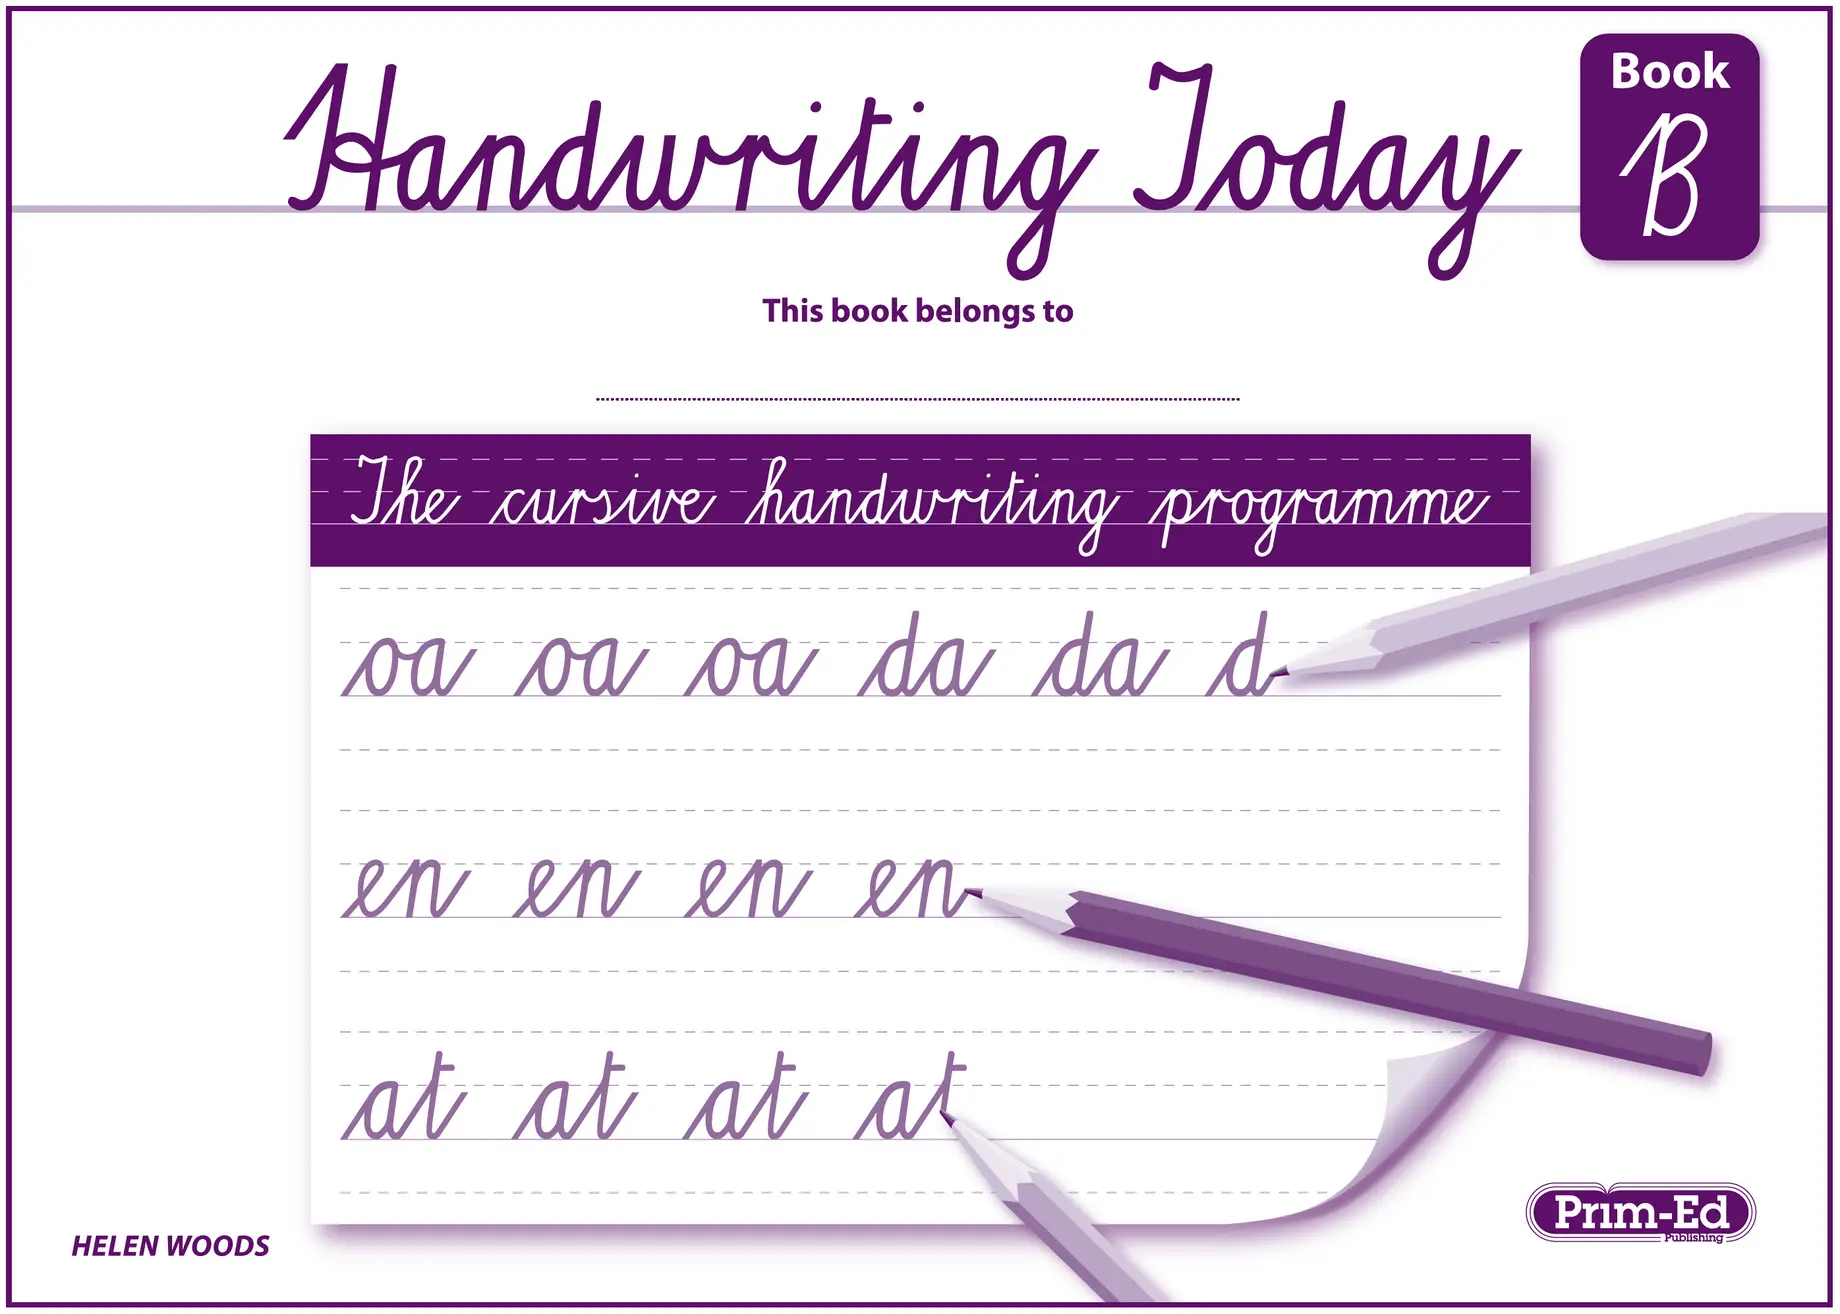 Handwriting Today
Book
B
This book belongs to
The cursive handwriting programme
oa oa oa da da d
en en en en
at at at at
HELEN WOODS
Prim-Ed
Publishing